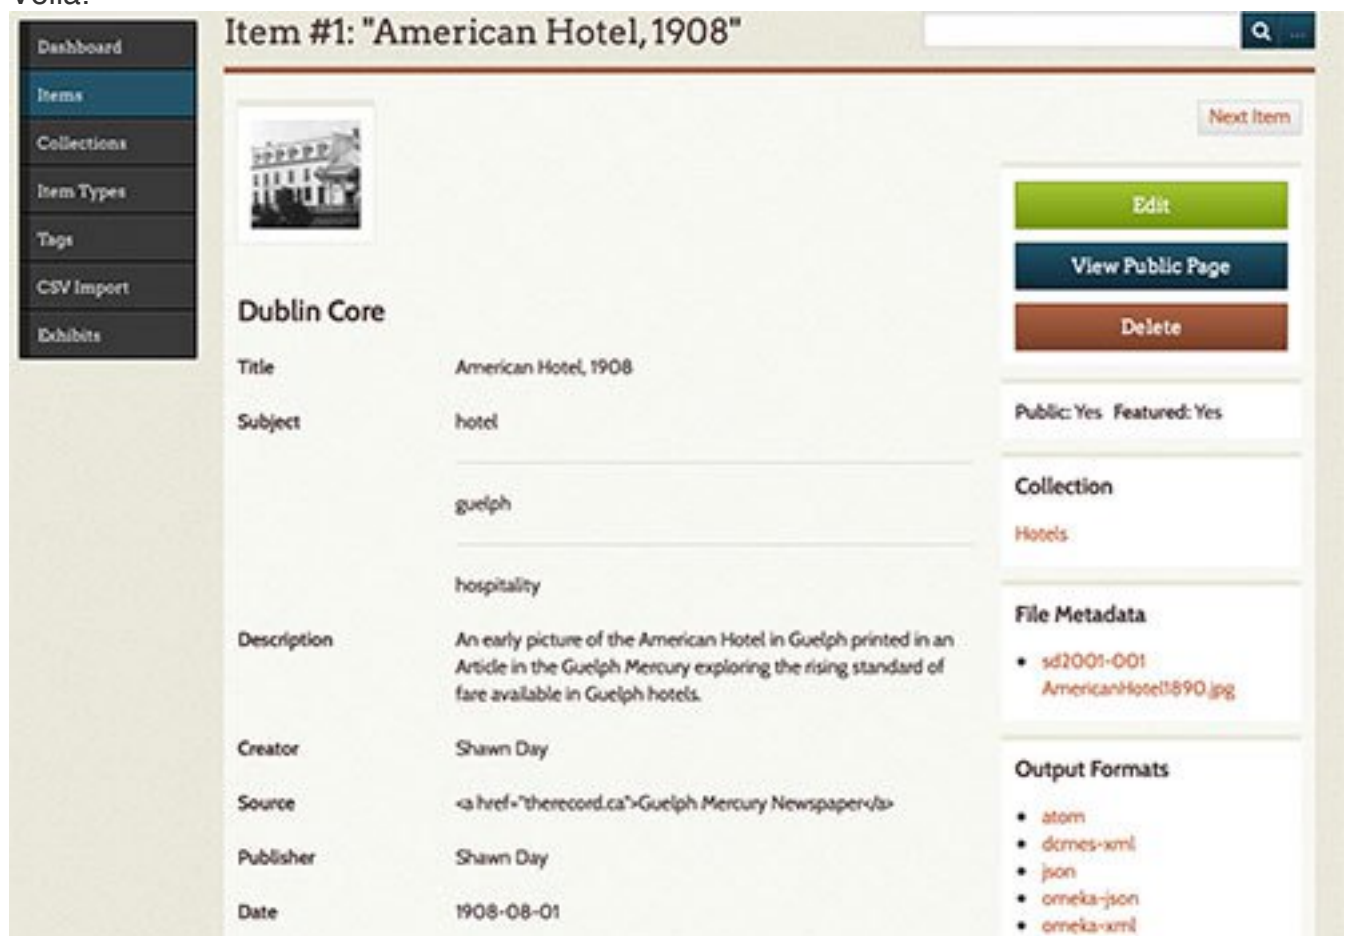 Voila!
Item #1: "American Hotel, 1908"
...
Dashboard
Items
Collections
Item Types
Tags
CSV Import
Exhibits
Next Item
Edit
View Public Page
Delete
Dublin Core
Title American Hotel, 1908
Subject hotel
guelph
hospitality
Description An early picture of the American Hotel in Guelph printed in an
Article in the Guelph Mercury exploring the rising standard of
fare available in Guelph hotels.
Creator Shawn Day
Source <a href="therecord.ca">Guelph Mercury Newspaper</a>
Publisher Shawn Day
Date 1908-08-01
Public: Yes Featured: Yes
Collection
Hotels
File Metadata
• sd2001-001
AmericanHotel1890.jpg
Output Formats
• atom
• dcmes-xml
• json
• omeka-json
• omeka-xml